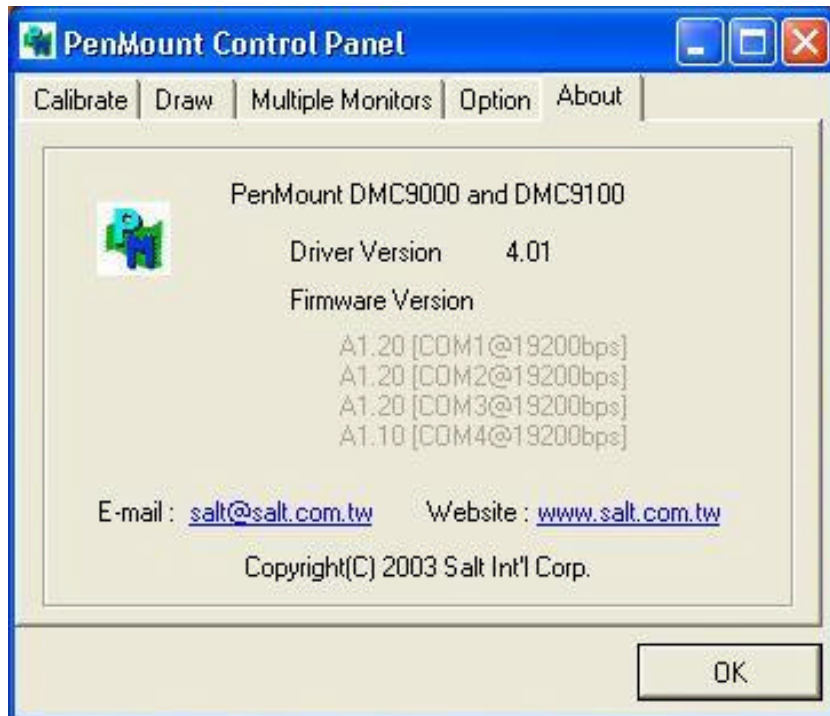 PenMount Control Panel
Calibrate Draw Multiple Monitors Option About
PM
PenMount DMC9000 and DMC9100
Driver Version 4.01
Firmware Version
A1.20 [COM1@19200bps]
A1.20 [COM2@19200bps]
A1.20 [COM3@19200bps]
A1.10 [COM4@19200bps]
E-mail : salt@salt.com.tw Website : www.salt.com.tw
Copyright(C) 2003 Salt Int'l Corp.
OK